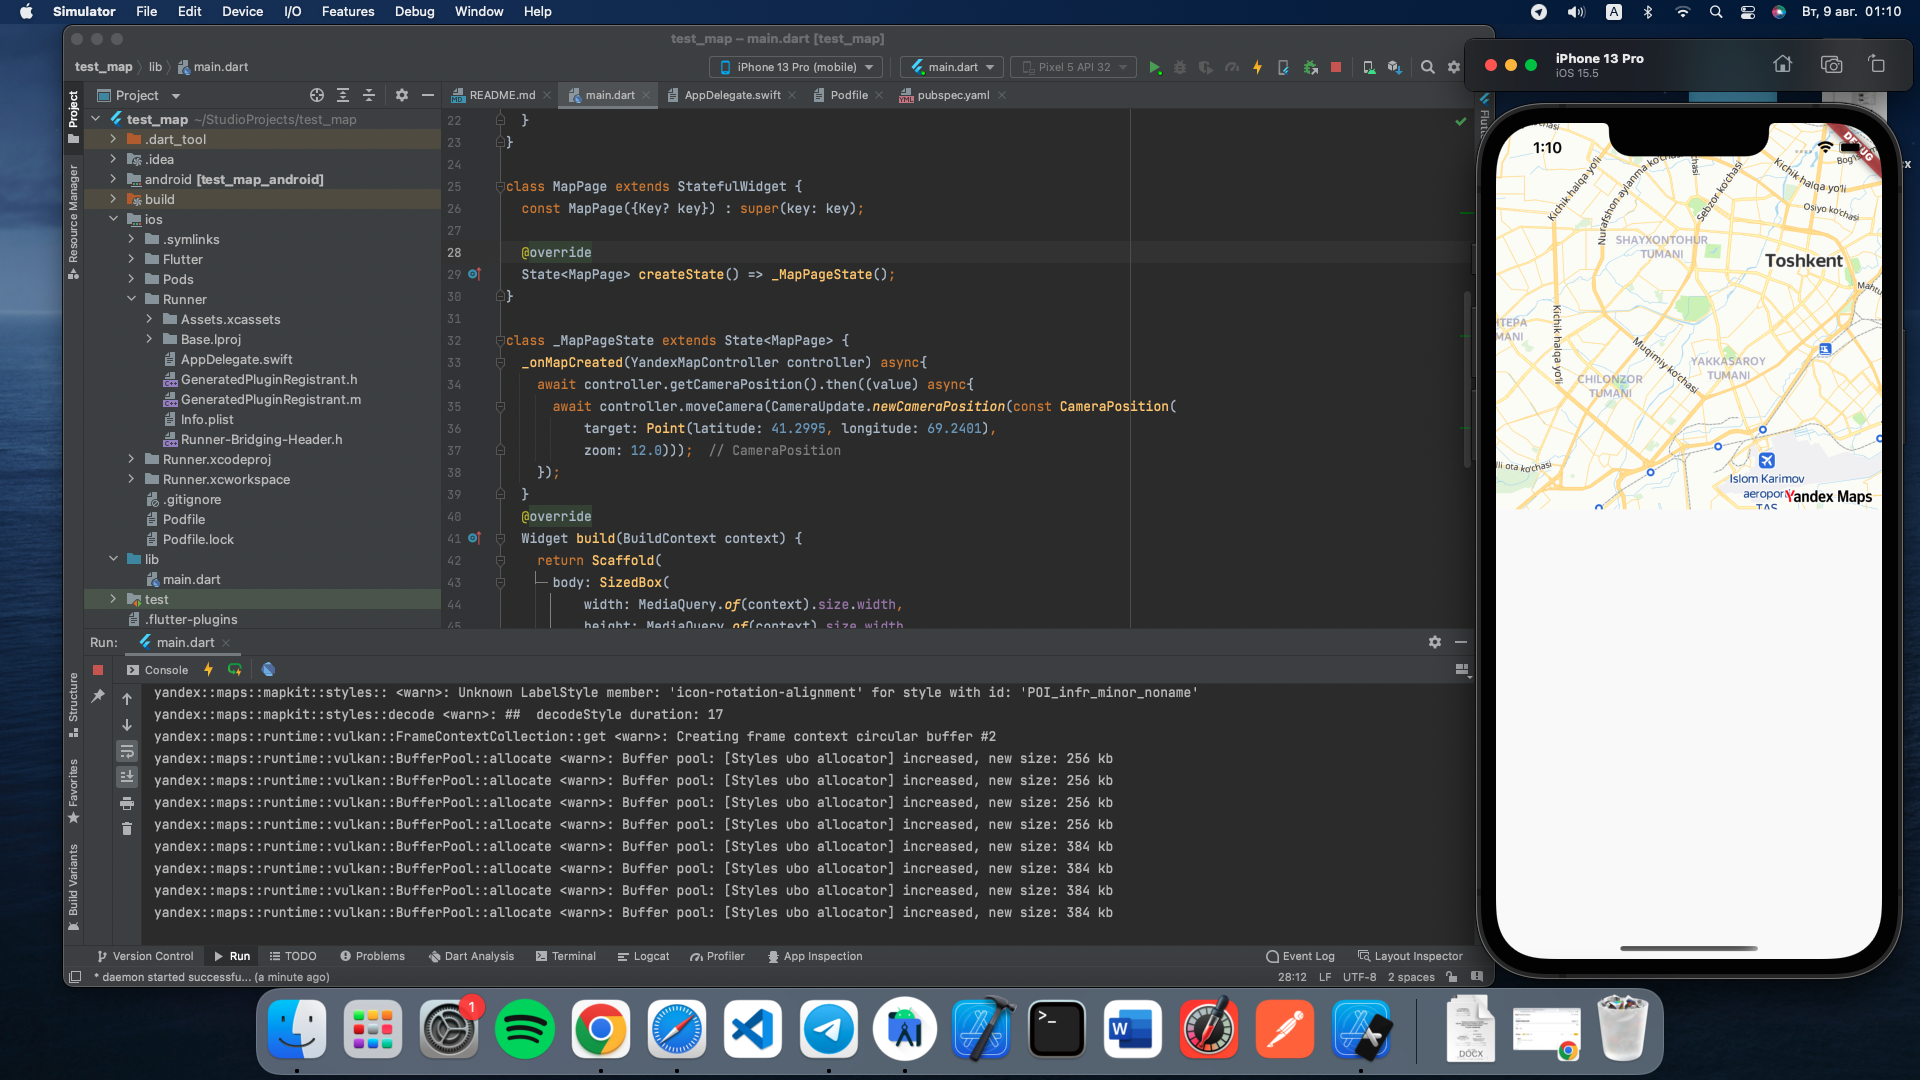 Simulator File Edit Device I/O Features Debug Window Help
A
Вт, 9 авг. 01:10
test_map – main.dart [test_map]
test_map lib main.dart
iPhone 13 Pro (mobile) main.dart Pixel 5 API 32
iPhone 13 Pro
iOS 15.5
Project
README.md main.dart AppDelegate.swift Podfile pubspec.yaml
Project
Resource Manager
Structure
Favorites
Build Variants
test_map ~/StudioProjects/test_map
.dart_tool
.idea
android [test_map_android]
build
ios
.symlinks
Flutter
Pods
Runner
Assets.xcassets
Base.lproj
AppDelegate.swift
GeneratedPluginRegistrant.h
GeneratedPluginRegistrant.m
Info.plist
Runner-Bridging-Header.h
Runner.xcodeproj
Runner.xcworkspace
.gitignore
Podfile
Podfile.lock
lib
main.dart
test
.flutter-plugins
22 }
23 }
24
25 class MapPage extends StatefulWidget {
26 const MapPage({Key? key}) : super(key: key);
27
28 @override
29 State<MapPage> createState() => _MapPageState();
30 }
31
32 class _MapPageState extends State<MapPage> {
33 _onMapCreated(YandexMapController controller) async{
34 await controller.getCameraPosition().then((value) async{
35 await controller.moveCamera(CameraUpdate.newCameraPosition(const CameraPosition(
36 target: Point(latitude: 41.2995, longitude: 69.2401),
37 zoom: 12.0))); // CameraPosition
38 });
39 }
40 @override
41 Widget build(BuildContext context) {
42 return Scaffold(
43 body: SizedBox(
44 width: MediaQuery.of(context).size.width,
45 height: MediaQuery.of(context).size.width
Run: main.dart
Console
yandex::maps::mapkit::styles:: <warn>: Unknown LabelStyle member: 'icon-rotation-alignment' for style with id: 'POI_infr_minor_noname'
yandex::maps::mapkit::styles::decode <warn>: ## decodeStyle duration: 17
yandex::maps::runtime::vulkan::FrameContextCollection::get <warn>: Creating frame context circular buffer #2
yandex::maps::runtime::vulkan::BufferPool::allocate <warn>: Buffer pool: [Styles ubo allocator] increased, new size: 256 kb
yandex::maps::runtime::vulkan::BufferPool::allocate <warn>: Buffer pool: [Styles ubo allocator] increased, new size: 256 kb
yandex::maps::runtime::vulkan::BufferPool::allocate <warn>: Buffer pool: [Styles ubo allocator] increased, new size: 256 kb
yandex::maps::runtime::vulkan::BufferPool::allocate <warn>: Buffer pool: [Styles ubo allocator] increased, new size: 256 kb
yandex::maps::runtime::vulkan::BufferPool::allocate <warn>: Buffer pool: [Styles ubo allocator] increased, new size: 384 kb
yandex::maps::runtime::vulkan::BufferPool::allocate <warn>: Buffer pool: [Styles ubo allocator] increased, new size: 384 kb
yandex::maps::runtime::vulkan::BufferPool::allocate <warn>: Buffer pool: [Styles ubo allocator] increased, new size: 384 kb
yandex::maps::runtime::vulkan::BufferPool::allocate <warn>: Buffer pool: [Styles ubo allocator] increased, new size: 384 kb
Version Control Run TODO Problems Dart Analysis Terminal Logcat Profiler App Inspection Event Log Layout Inspector
* daemon started successfu... (a minute ago)
28:12 LF UTF-8 2 spaces
1:10
DEBUG
Kichik halqa yo'li
Nurafshon aylanma ko'chasi
Sebzor ko'chasi
Kichik halqa yo'li
Osiyo ko'chasi
SHAYXONTOHUR
TUMANI
Toshkent
Kichik halqa yo'li
Muqimiy ko'chasi
YAKKASAROY
TUMANI
CHILONZOR
TUMANI
Islom Karimov
aeroport
TAS
Yandex Maps
1
>_
W
DOCX